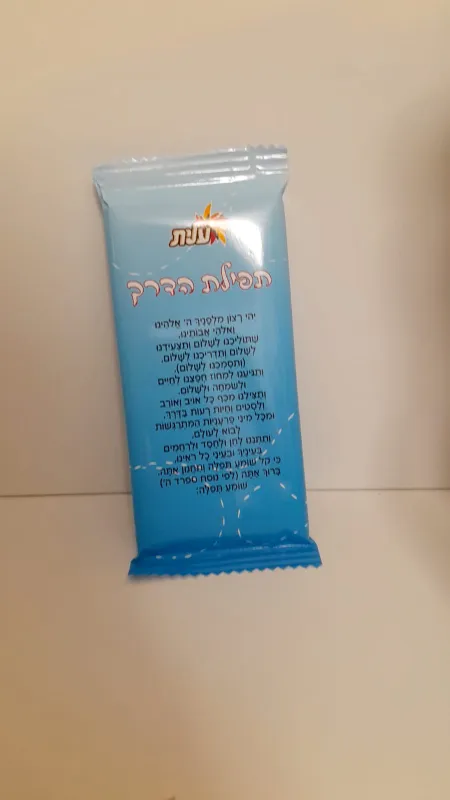 עלית
תפילת הדרך
יהי רצון מלפניך ה' אלהינו
ואלהי אבותינו,
שתוליכנו לשלום ותצעידנו
לשלום ותדריכנו לשלום,
(ותסמכנו לשלום),
ותגיענו למחוז חפצנו לחיים
ולשמחה ולשלום.
ותצילנו מכף כל אויב ואורב
ולסטים וחיות רעות בדרך,
ומכל מיני פרעניות המתרגשות
לבוא לעולם,
ותתננו לחן ולחסד ולרחמים
בעיניך ובעיני כל רואינו,
כי קל שומע תפלה ותחנון אתה.
ברוך אתה (לפי נוסח ספרד ה')
שומע תפלה: